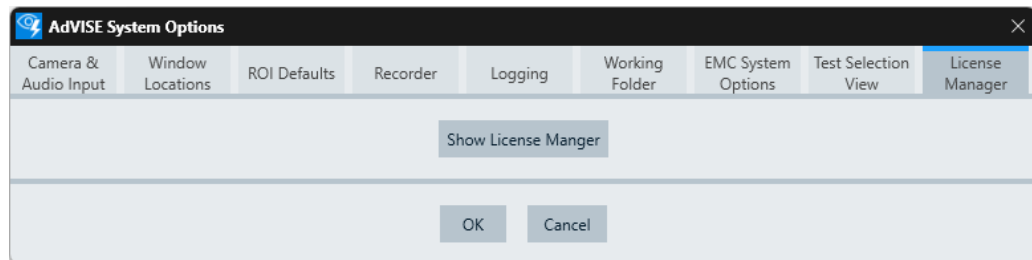 AdVISE System Options
Camera &
Audio Input
Window
Locations
ROI Defaults
Recorder
Logging
Working
Folder
EMC System
Options
Test Selection
View
License
Manager
Show License Manger
OK
Cancel